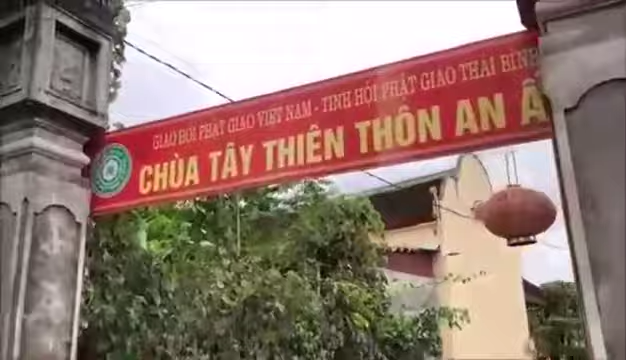 GIÁO HỘI PHẬT GIÁO VIỆT NAM - TỈNH HỘI PHẬT GIÁO THÁI BÌNH
CHÙA TÂY THIÊN THÔN AN